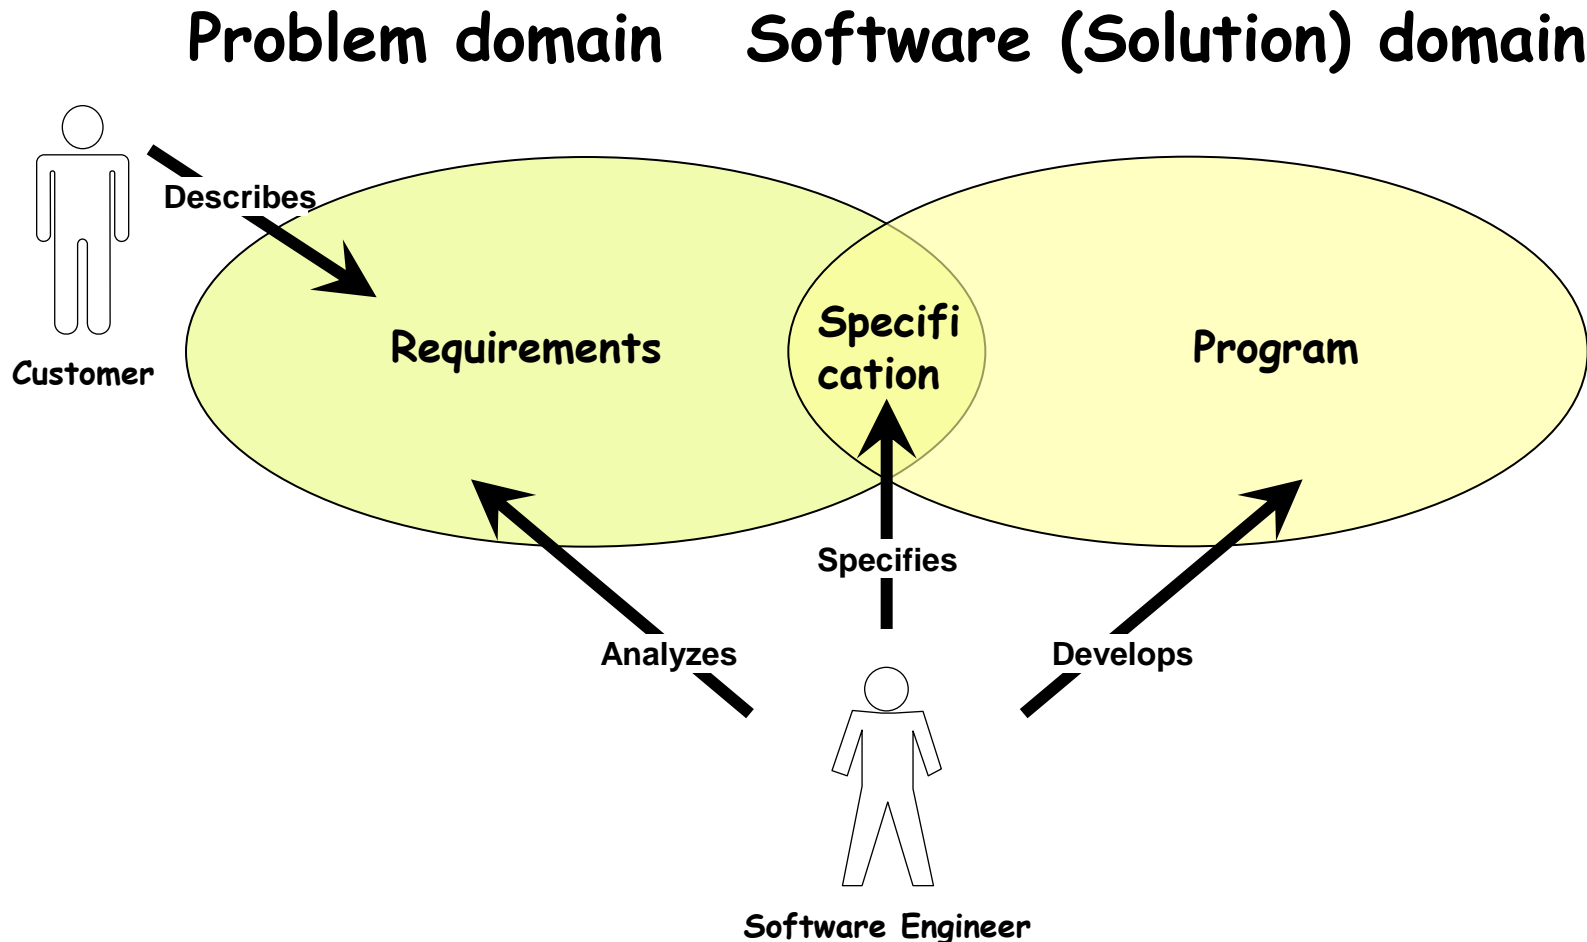 Problem domain
Software (Solution) domain
Describes
Customer
Requirements
Specifi
cation
Program
Specifies
Analyzes
Develops
Software Engineer